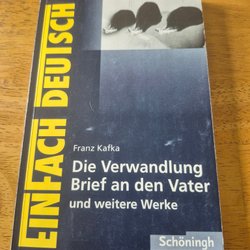 EINFACH DEUTSCH
Franz Kafka
Die Verwandlung
Brief an den Vater
und weitere Werke
Schöningh